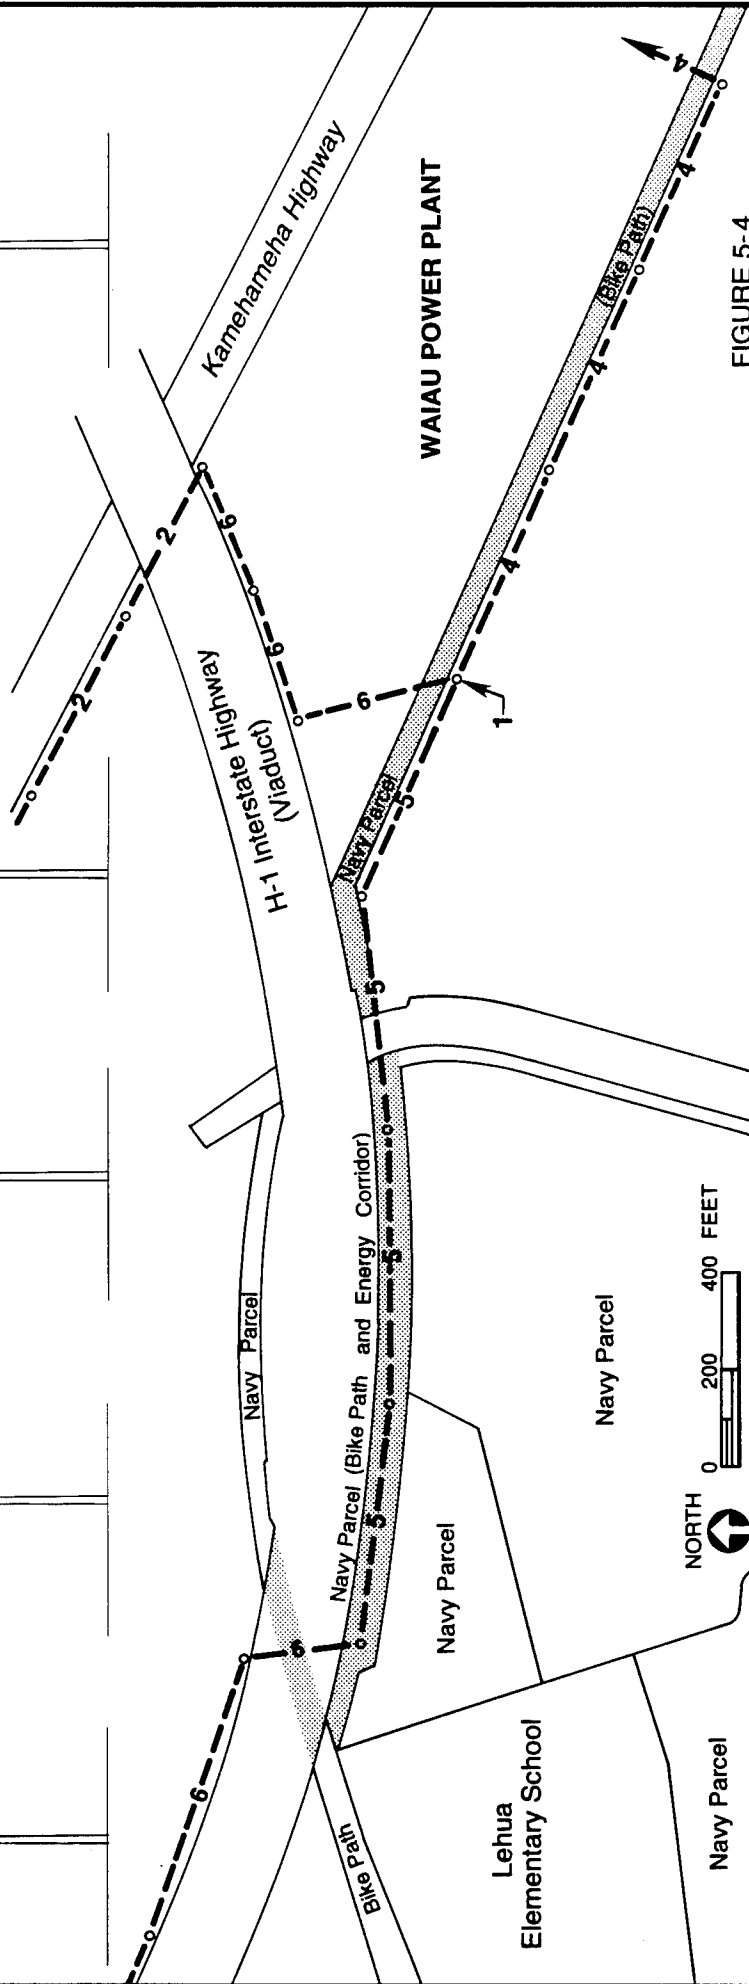 Kamehameha Highway
WAIAU POWER PLANT
H-1 Interstate Highway
(Viaduct)
2
2
6
6
6
6
6
1
4
4
4
4
(Bike Path)
Navy Parcel
5
5
5
5
Navy Parcel
Navy Parcel (Bike Path and Energy Corridor)
Navy Parcel
Navy Parcel
Bike Path
Lehua
Elementary School
Navy Parcel
NORTH
0 200 400 FEET
FIGURE 5-4